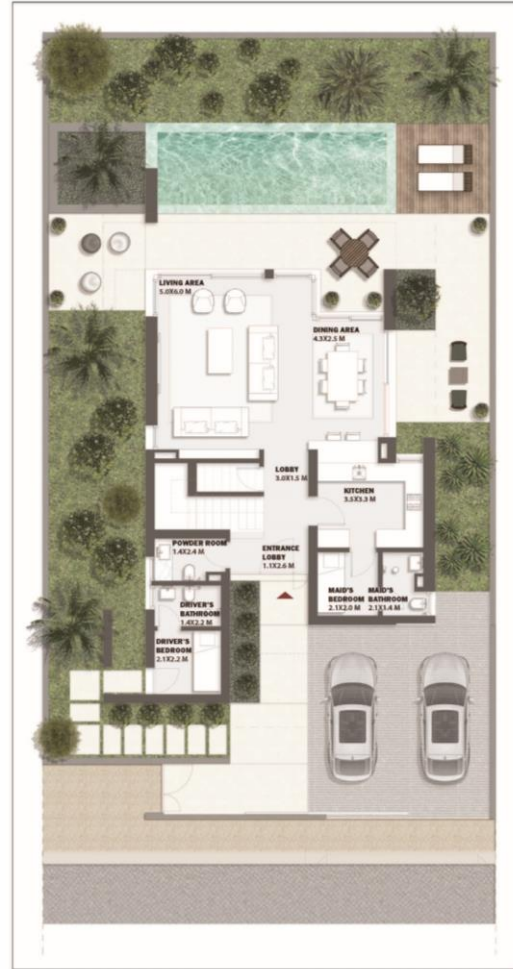 LIVING AREA
5.0X6.0 M
DINING AREA
4.3X2.5 M
LOBBY
3.0X1.5 M
KITCHEN
3.5X3.3 M
POWDER ROOM
1.4X2.4 M
ENTRANCE
LOBBY
1.1X2.6 M
MAID'S
BEDROOM
2.1X2.0 M
MAID'S
BATHROOM
2.1X1.4 M
DRIVER'S
BATHROOM
1.4X2.2 M
DRIVER'S
BEDROOM
2.1X2.2 M